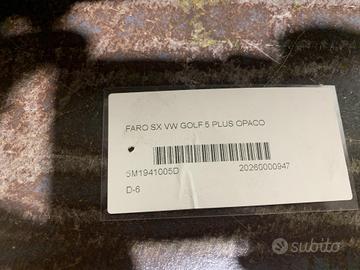 FARO SX VW GOLF 5 PLUS OPACO
5M1941005D 20260000947
D-6
subito